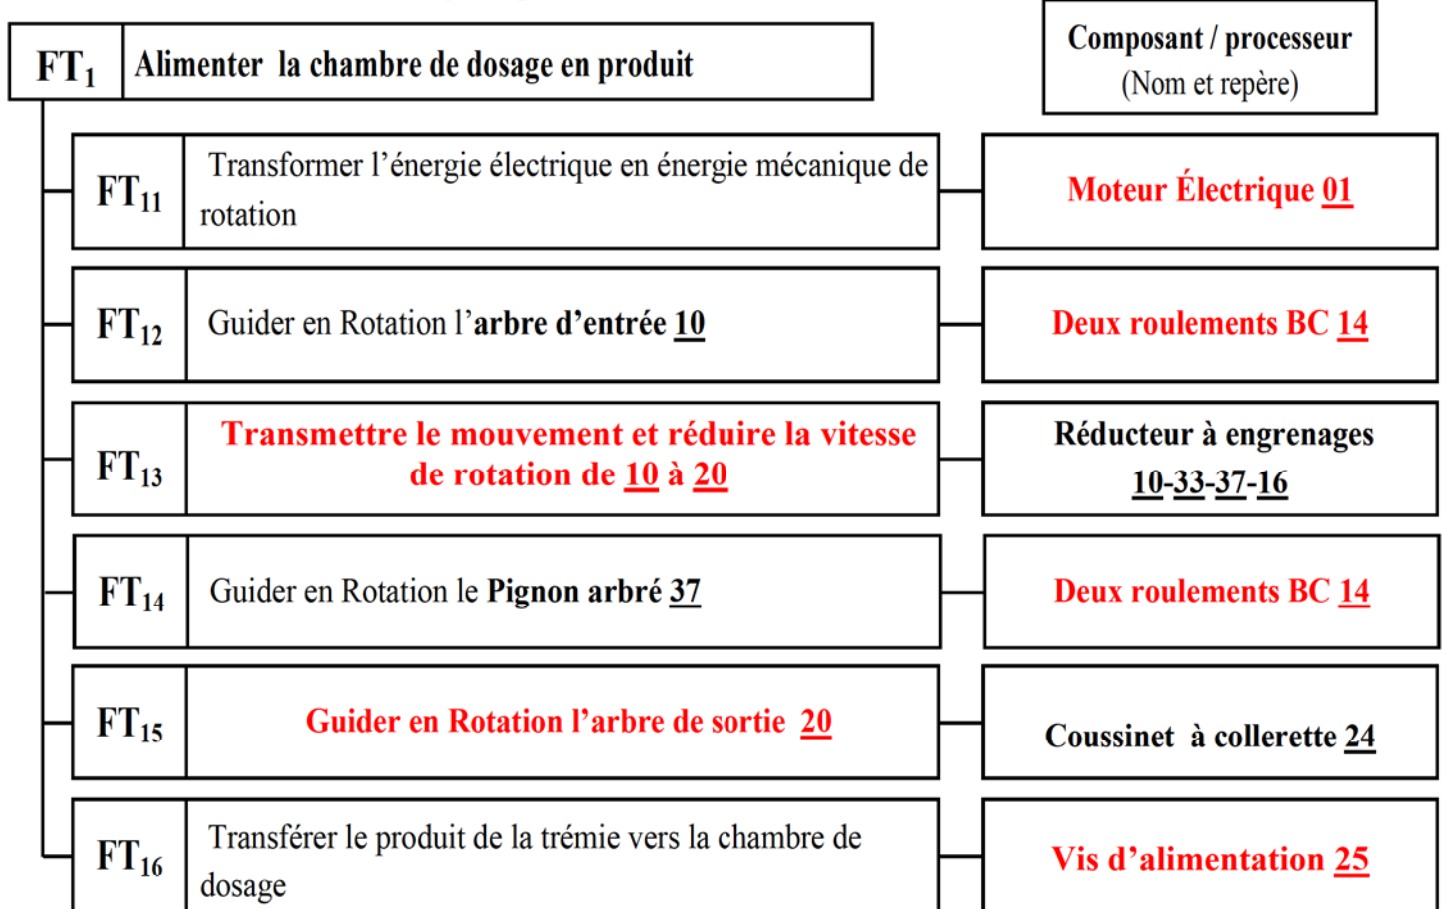 FT1 Alimenter la chambre de dosage en produit
Composant / processeur
(Nom et repère)
FT11
Transformer l’énergie électrique en énergie mécanique de
rotation
Moteur Électrique 01
FT12
Guider en Rotation l’arbre d’entrée 10
Deux roulements BC 14
FT13
Transmettre le mouvement et réduire la vitesse
de rotation de 10 à 20
Réducteur à engrenages
10-33-37-16
FT14
Guider en Rotation le Pignon arbré 37
Deux roulements BC 14
FT15
Guider en Rotation l’arbre de sortie 20
Coussinet à collerette 24
FT16
Transférer le produit de la trémie vers la chambre de
dosage
Vis d’alimentation 25